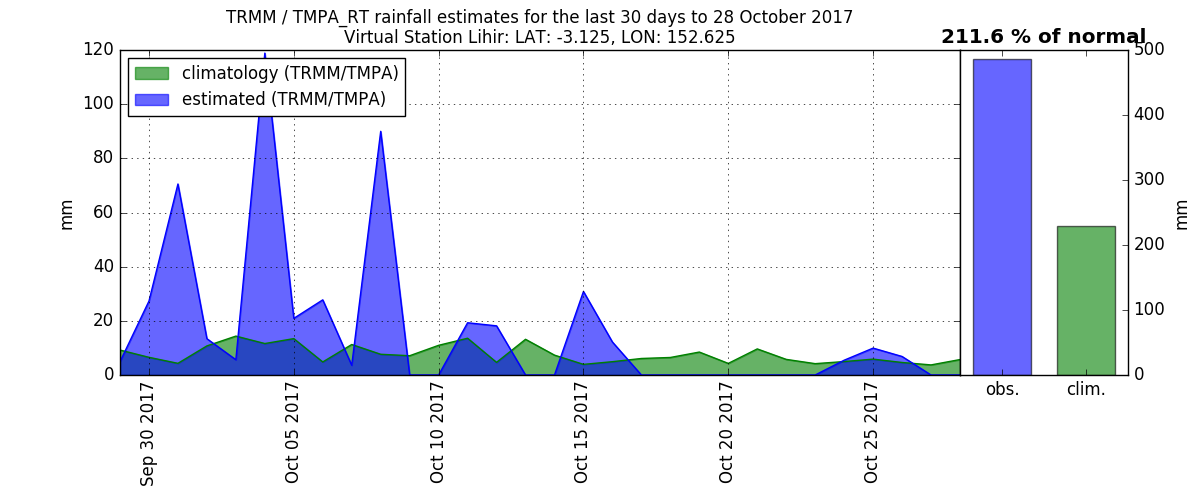 TRMM / TMPA_RT rainfall estimates for the last 30 days to 28 October 2017
Virtual Station Lihir: LAT: -3.125, LON: 152.625
211.6 % of normal
climatology (TRMM/TMPA)
estimated (TRMM/TMPA)
mm
120
100
80
60
40
20
0
Sep 30 2017
Oct 05 2017
Oct 10 2017
Oct 15 2017
Oct 20 2017
Oct 25 2017
500
400
300
200
100
0
mm
obs.
clim.